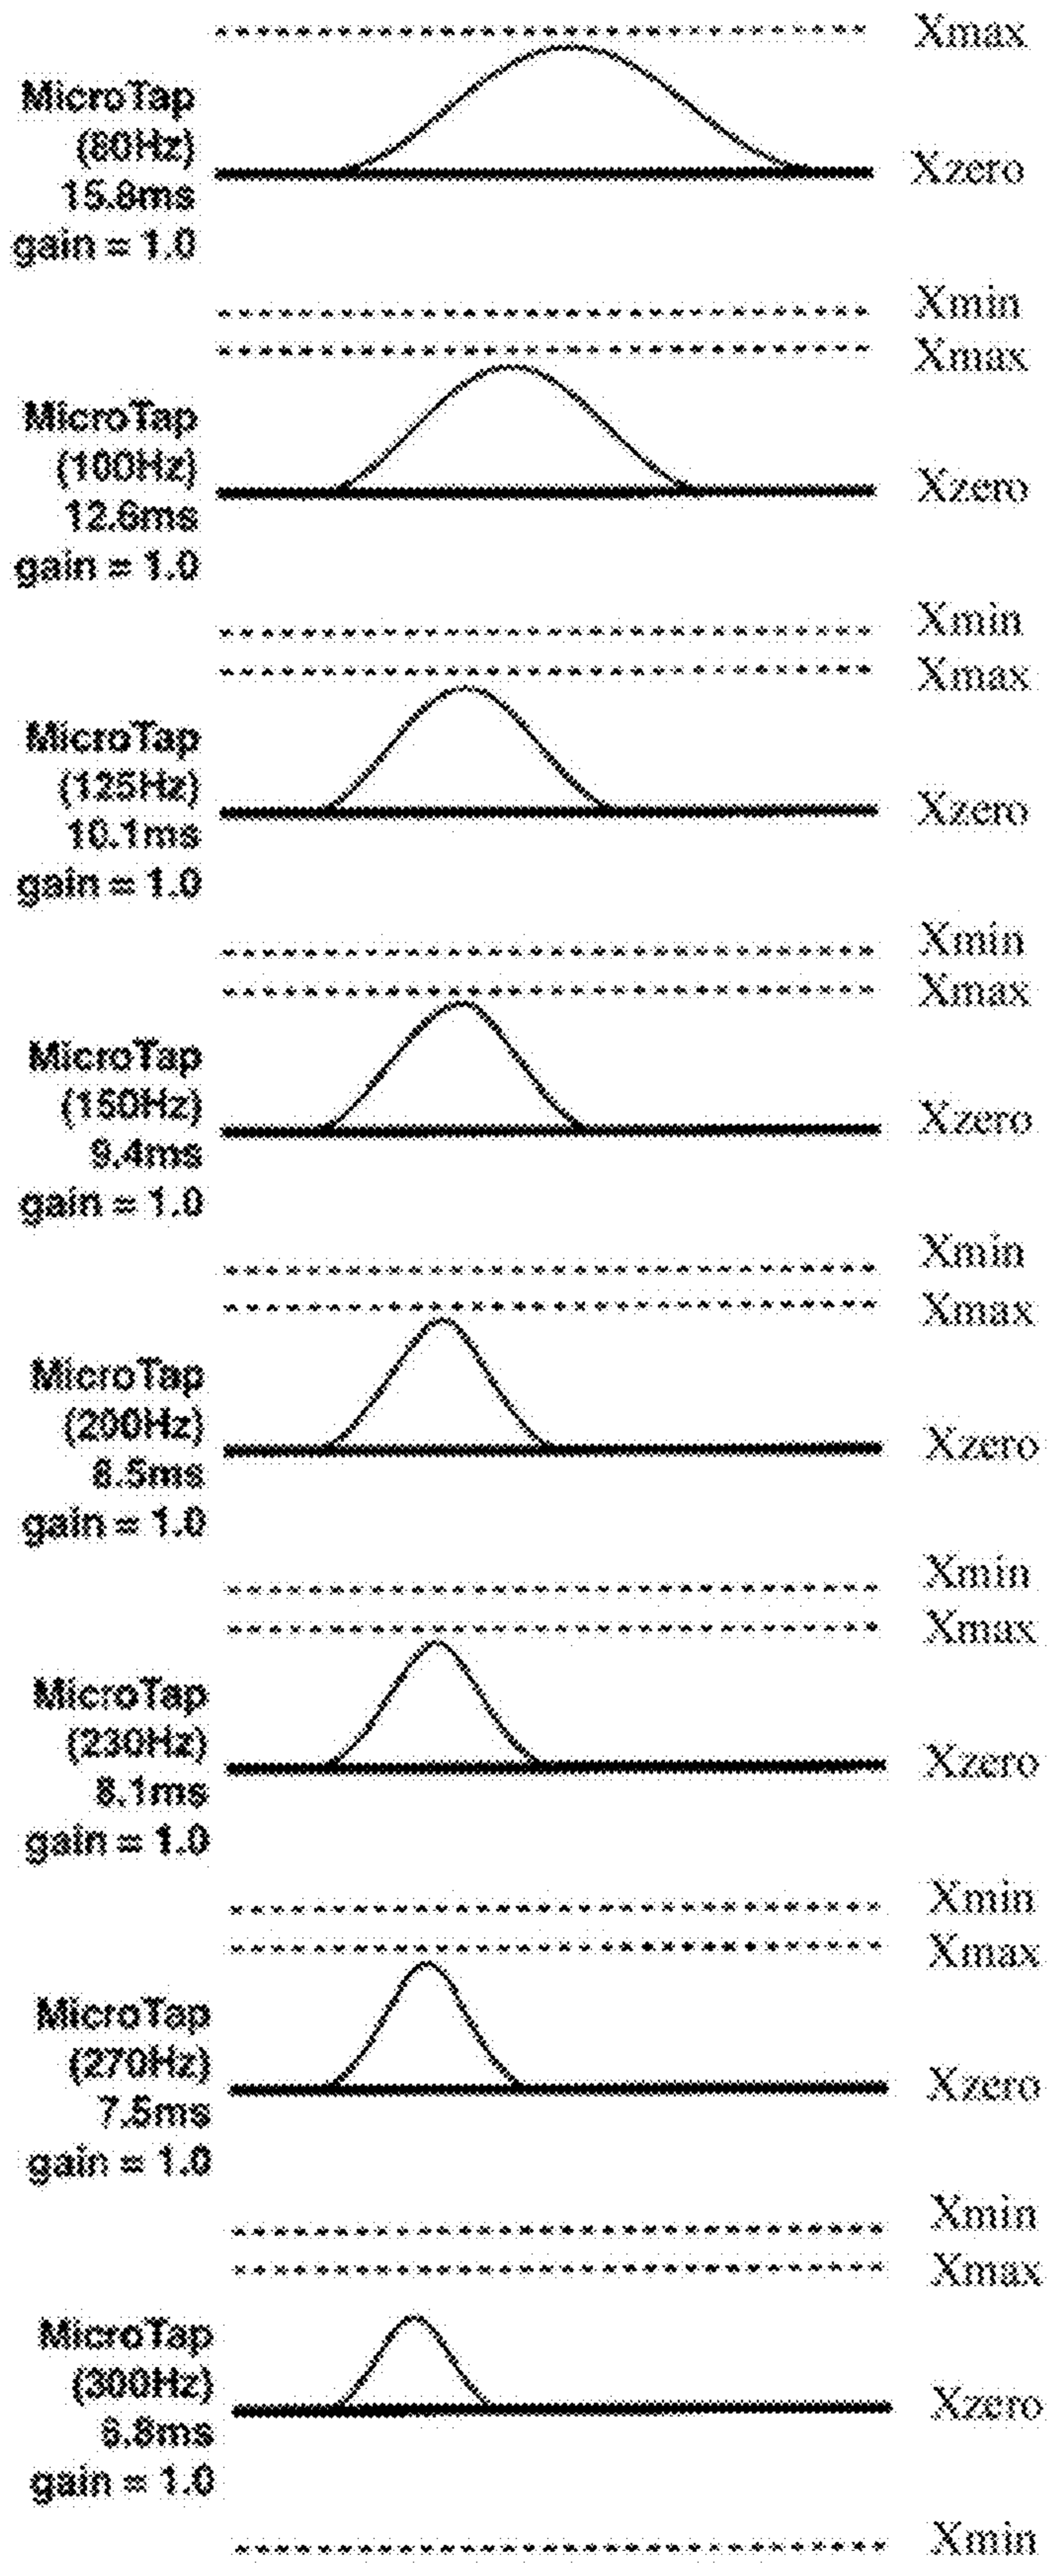 MicroTap
(80Hz)
15.8ms
gain = 1.0
Xmax
Xzero
Xmin
MicroTap
(100Hz)
12.6ms
gain = 1.0
Xmax
Xzero
Xmin
MicroTap
(125Hz)
10.1ms
gain = 1.0
Xmax
Xzero
Xmin
MicroTap
(150Hz)
9.4ms
gain = 1.0
Xmax
Xzero
Xmin
MicroTap
(200Hz)
8.5ms
gain = 1.0
Xmax
Xzero
Xmin
MicroTap
(230Hz)
8.1ms
gain = 1.0
Xmax
Xzero
Xmin
MicroTap
(270Hz)
7.5ms
gain = 1.0
Xmax
Xzero
Xmin
MicroTap
(300Hz)
6.8ms
gain = 1.0
Xmax
Xzero
Xmin